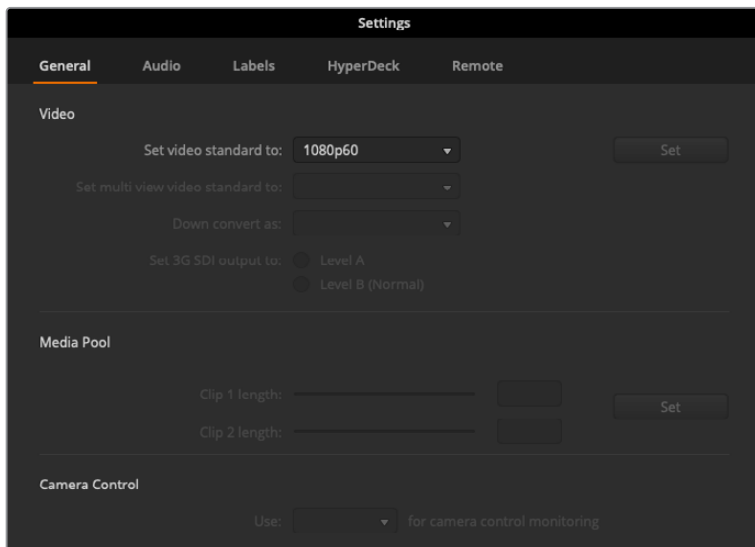 Settings
General Audio Labels HyperDeck Remote
Video
Set video standard to: 1080p60 Set
Set multi view video standard to:
Down convert as:
Set 3G SDI output to: Level A
Level B (Normal)
Media Pool
Clip 1 length:
Set
Clip 2 length:
Camera Control
Use: for camera control monitoring